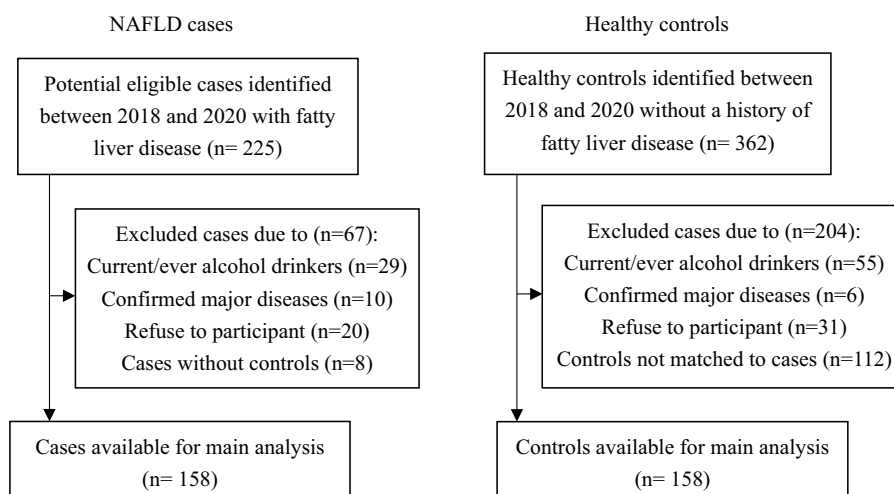 NAFLD cases
Potential eligible cases identified
between 2018 and 2020 with fatty
liver disease (n= 225)
Excluded cases due to (n=67):
Current/ever alcohol drinkers (n=29)
Confirmed major diseases (n=10)
Refuse to participant (n=20)
Cases without controls (n=8)
Cases available for main analysis
(n= 158)
Healthy controls
Healthy controls identified between
2018 and 2020 without a history of
fatty liver disease (n= 362)
Excluded cases due to (n=204):
Current/ever alcohol drinkers (n=55)
Confirmed major diseases (n=6)
Refuse to participant (n=31)
Controls not matched to cases (n=112)
Controls available for main analysis
(n= 158)